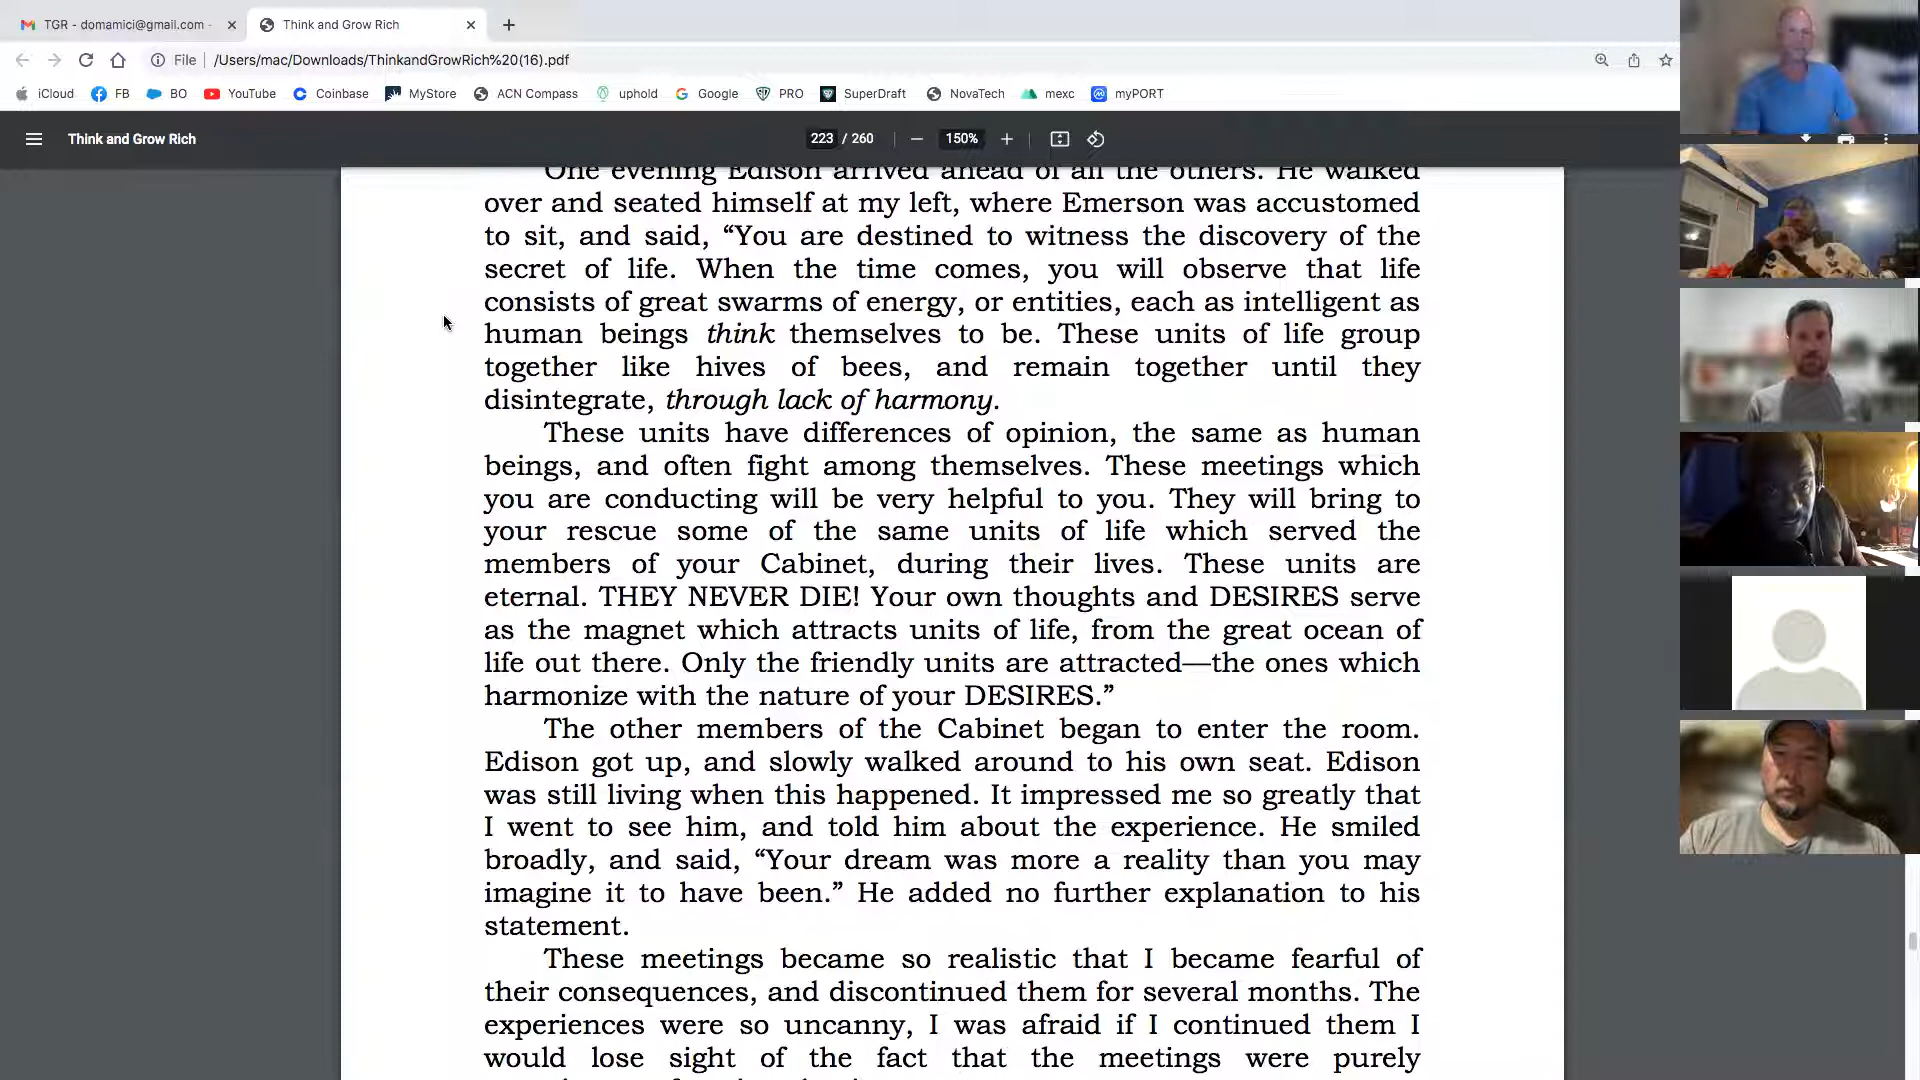 TGR - domamici@gmail.com -
Think and Grow Rich
File
/Users/mac/Downloads/ThinkandGrowRich%20(16).pdf
iCloud
FB
BO
YouTube
Coinbase
MyStore
ACN Compass
uphold
Google
PRO
SuperDraft
NovaTech
mexc
myPORT
Think and Grow Rich
223 / 260
150%
One evening Edison arrived ahead of all the others. He walked
over and seated himself at my left, where Emerson was accustomed
to sit, and said, “You are destined to witness the discovery of the
secret of life. When the time comes, you will observe that life
consists of great swarms of energy, or entities, each as intelligent as
human beings think themselves to be. These units of life group
together like hives of bees, and remain together until they
disintegrate, through lack of harmony.
These units have differences of opinion, the same as human
beings, and often fight among themselves. These meetings which
you are conducting will be very helpful to you. They will bring to
your rescue some of the same units of life which served the
members of your Cabinet, during their lives. These units are
eternal. THEY NEVER DIE! Your own thoughts and DESIRES serve
as the magnet which attracts units of life, from the great ocean of
life out there. Only the friendly units are attracted—the ones which
harmonize with the nature of your DESIRES.”
The other members of the Cabinet began to enter the room.
Edison got up, and slowly walked around to his own seat. Edison
was still living when this happened. It impressed me so greatly that
I went to see him, and told him about the experience. He smiled
broadly, and said, “Your dream was more a reality than you may
imagine it to have been.” He added no further explanation to his
statement.
These meetings became so realistic that I became fearful of
their consequences, and discontinued them for several months. The
experiences were so uncanny, I was afraid if I continued them I
would lose sight of the fact that the meetings were purely